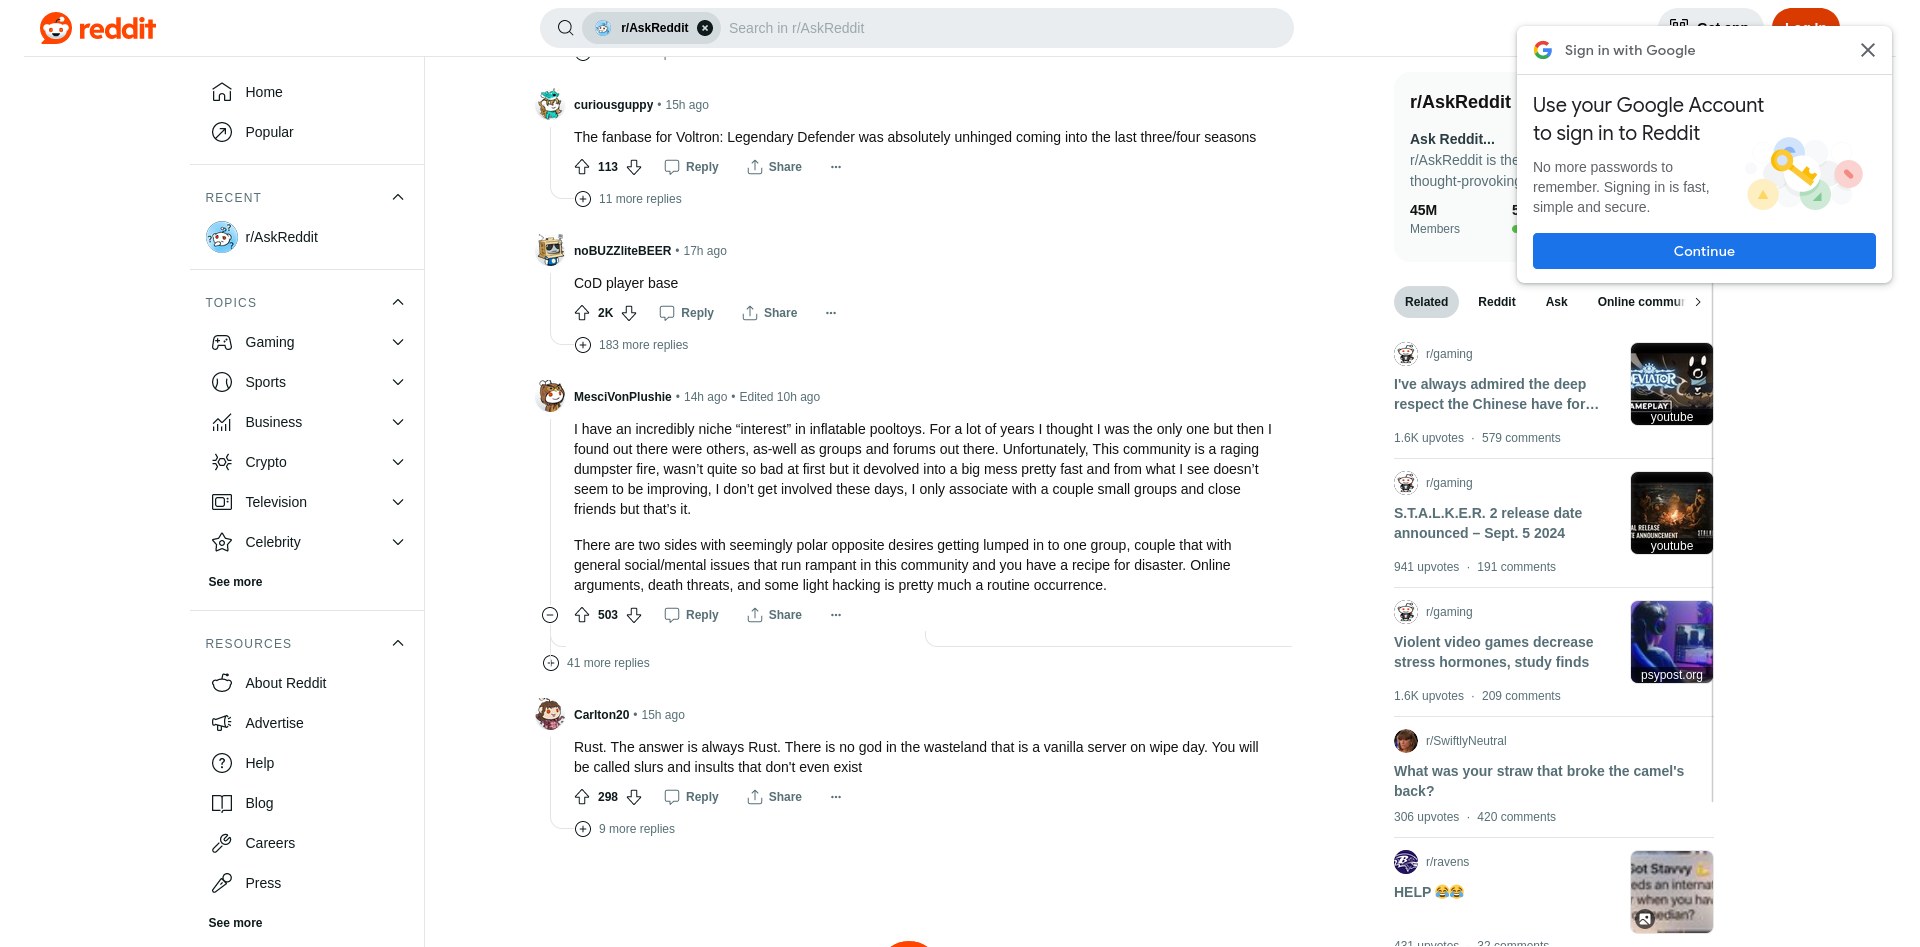 reddit
r/AskReddit
Search in r/AskReddit
Sign in with Google
Use your Google Account
to sign in to Reddit
No more passwords to
remember. Signing in is fast,
simple and secure.
Continue
Home
Popular
RECENT
r/AskReddit
TOPICS
Gaming
Sports
Business
Crypto
Television
Celebrity
See more
RESOURCES
About Reddit
Advertise
Help
Blog
Careers
Press
See more
curiousguppy • 15h ago
The fanbase for Voltron: Legendary Defender was absolutely unhinged coming into the last three/four seasons
113 Reply Share
11 more replies
noBUZZliteBEER • 17h ago
CoD player base
2K Reply Share
183 more replies
MesciVonPlushie • 14h ago • Edited 10h ago
I have an incredibly niche “interest” in inflatable pooltoys. For a lot of years I thought I was the only one but then I
found out there were others, as-well as groups and forums out there. Unfortunately, This community is a raging
dumpster fire, wasn’t quite so bad at first but it devolved into a big mess pretty fast and from what I see doesn’t
seem to be improving, I don’t get involved these days, I only associate with a couple small groups and close
friends but that’s it.
There are two sides with seemingly polar opposite desires getting lumped in to one group, couple that with
general social/mental issues that run rampant in this community and you have a recipe for disaster. Online
arguments, death threats, and some light hacking is pretty much a routine occurrence.
503 Reply Share
41 more replies
Carlton20 • 15h ago
Rust. The answer is always Rust. There is no god in the wasteland that is a vanilla server on wipe day. You will
be called slurs and insults that don't even exist
298 Reply Share
9 more replies
r/AskReddit
Ask Reddit...
r/AskReddit is the
thought-provoking
45M
Members
Related Reddit Ask Online commu
r/gaming
I've always admired the deep
respect the Chinese have for…
youtube
1.6K upvotes · 579 comments
r/gaming
S.T.A.L.K.E.R. 2 release date
announced – Sept. 5 2024
youtube
941 upvotes · 191 comments
r/gaming
Violent video games decrease
stress hormones, study finds
psypost.org
1.6K upvotes · 209 comments
r/SwiftlyNeutral
What was your straw that broke the camel's
back?
306 upvotes · 420 comments
r/ravens
HELP 😂😂
Got Stavvy
431 upvotes · 32 comments